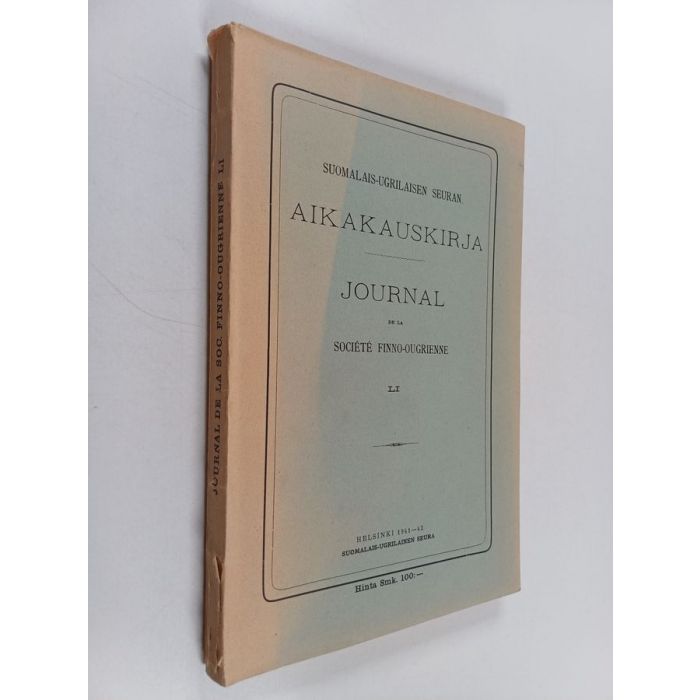 JOURNAL DE LA SOC. FINNO-OUGRIENNE LI
SUOMALAIS-UGRILAISEN SEURAN
AIKAKAUSKIRJA
JOURNAL
DE LA
SOCIÉTÉ FINNO-OUGRIENNE
LI
HELSINKI 1941—42
SUOMALAIS-UGRILAINEN SEURA
Hinta Smk. 100:—